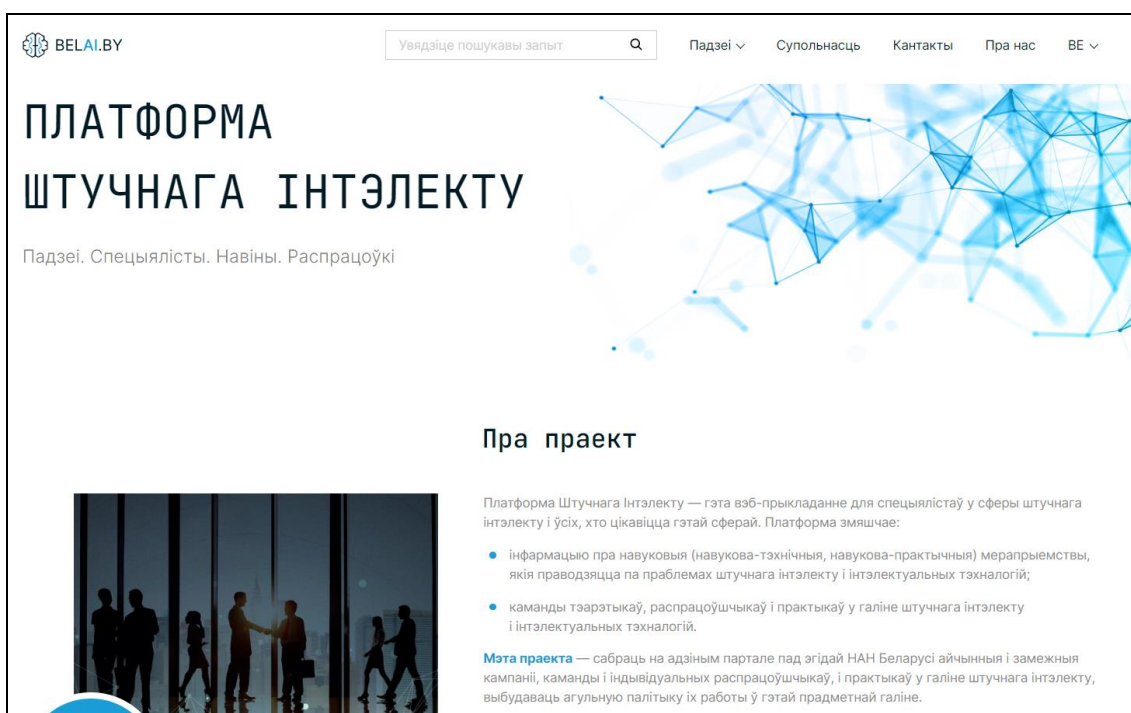 BELAI.BY
Увядзіце пошукавы запыт
Падзеі
Супольнасць
Кантакты
Пра нас
BE
ПЛАТФОРМА
ШТУЧНАГА ІНТЭЛЕКТУ
Падзеі. Спецыялісты. Навіны. Распрацоўкі
Пра праект
Платформа Штучнага Інтэлекту — гэта вэб-прыкладанне для спецыялістаў у сферы штучнага
інтэлекту і ўсіх, хто цікавіцца гэтай сферай. Платформа змяшчае:
інфармацыю пра навуковыя (навукова-тэхнічныя, навукова-практычныя) мерапрыемствы,
якія праводзяцца па праблемах штучнага інтэлекту і інтэлектуальных тэхналогій;
каманды тэарэтыкаў, распрацоўшчыкаў і практыкаў у галіне штучнага інтэлекту
і інтэлектуальных тэхналогій.
Мэта праекта — сабраць на адзіным партале пад эгідай НАН Беларусі айчынныя і замежныя
кампаніі, каманды і індывідуальных распрацоўшчыкаў, і практыкаў у галіне штучнага інтэлекту,
выбудаваць агульную палітыку іх работы ў гэтай прадметнай галіне.